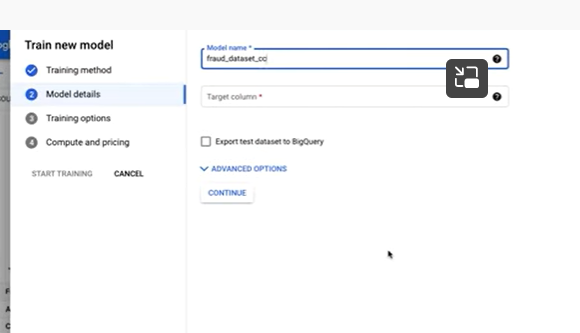 Train new model
Training method
2 Model details
3 Training options
4 Compute and pricing
START TRAINING CANCEL
Model name *
fraud_dataset_cc
Target column *
Export test dataset to BigQuery
ADVANCED OPTIONS
CONTINUE